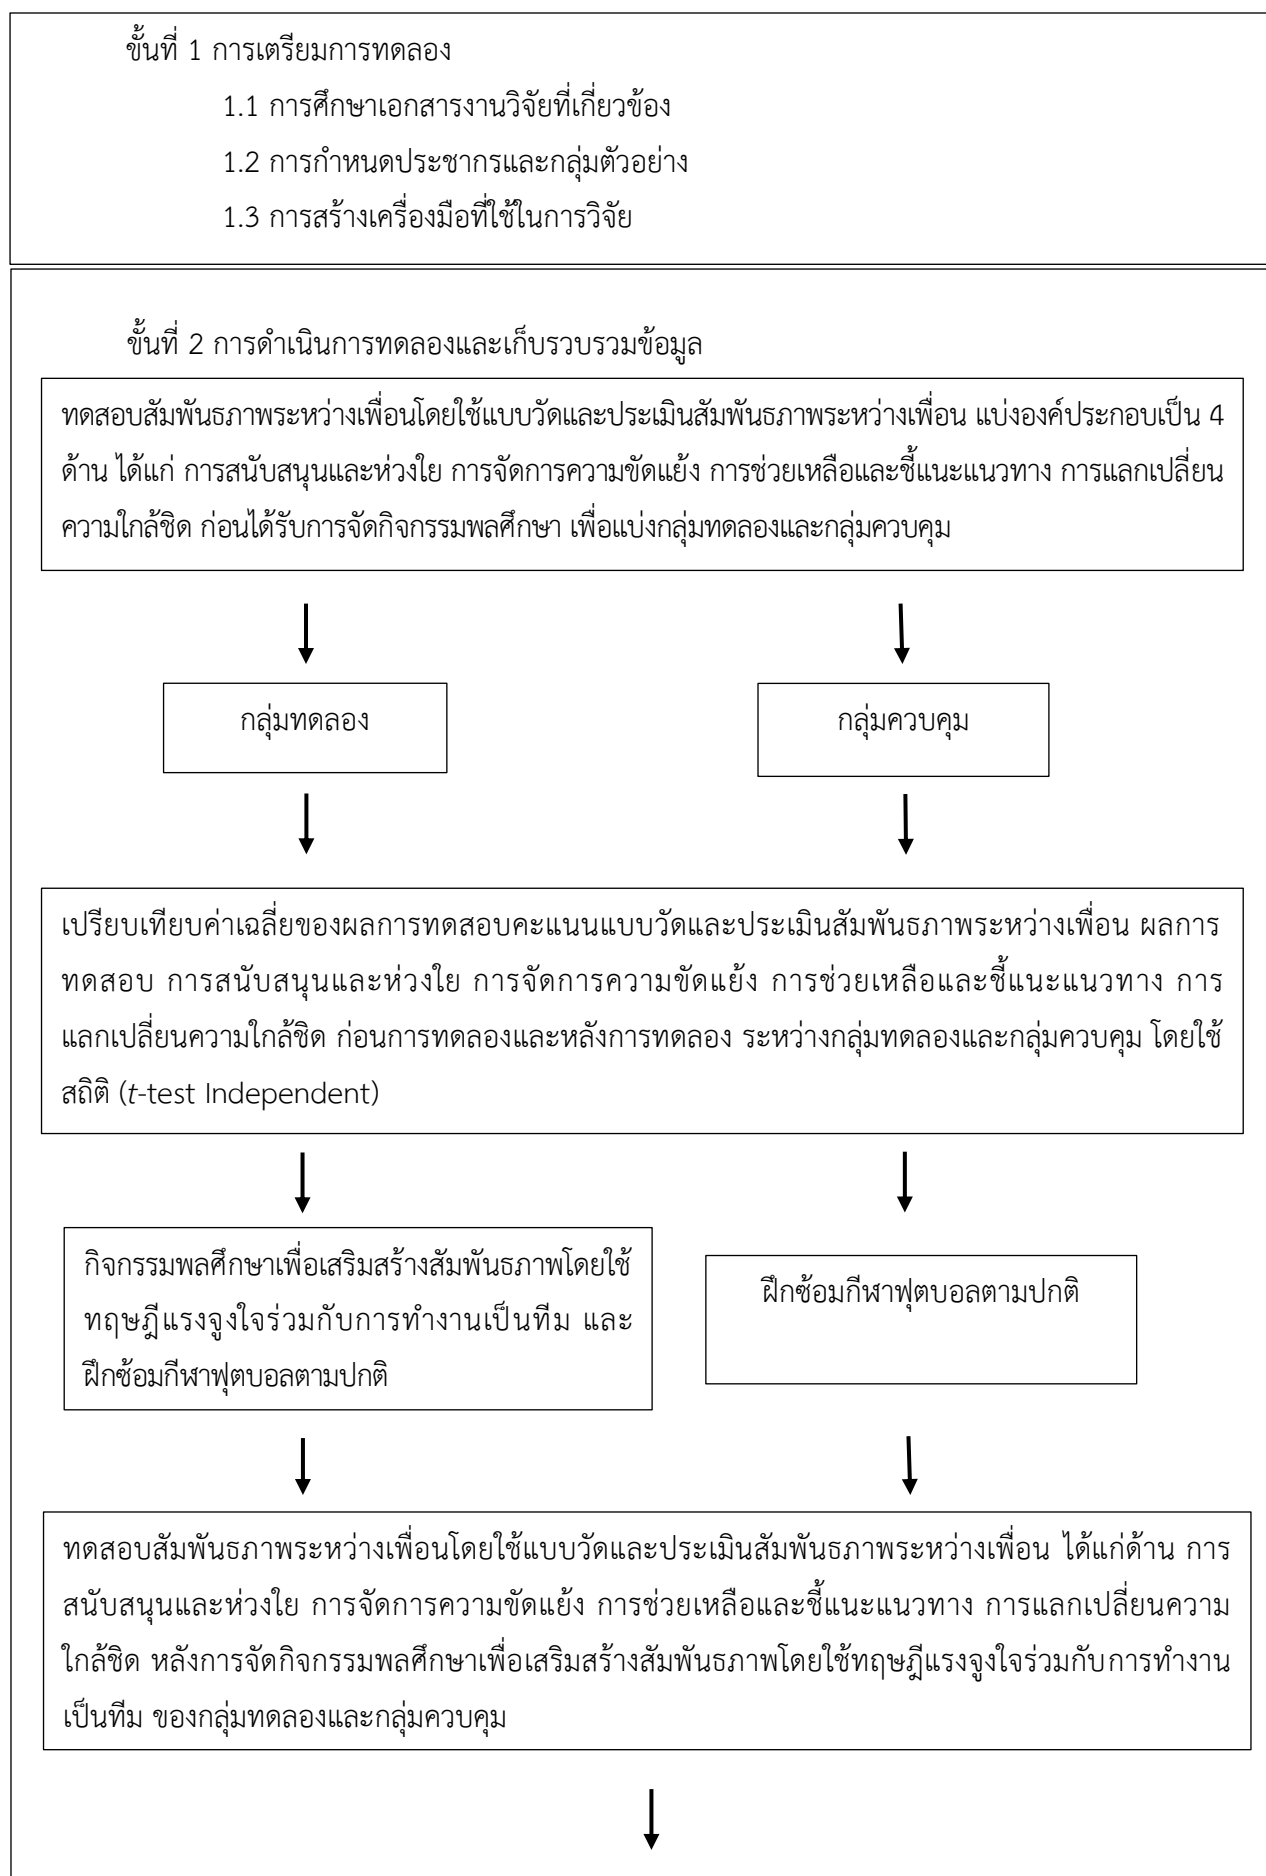 ขั้นที่ 1 การเตรียมการทดลอง
1.1 การศึกษาเอกสารงานวิจัยที่เกี่ยวข้อง
1.2 การกำหนดประชากรและกลุ่มตัวอย่าง
1.3 การสร้างเครื่องมือที่ใช้ในการวิจัย
ขั้นที่ 2 การดำเนินการทดลองและเก็บรวบรวมข้อมูล
ทดสอบสัมพันธภาพระหว่างเพื่อนโดยใช้แบบวัดและประเมินสัมพันธภาพระหว่างเพื่อน แบ่งองค์ประกอบเป็น 4
ด้าน ได้แก่ การสนับสนุนและห่วงใย การจัดการความขัดแย้ง การช่วยเหลือและชี้แนะแนวทาง การแลกเปลี่ยน
ความใกล้ชิด ก่อนได้รับการจัดกิจกรรมพลศึกษา เพื่อแบ่งกลุ่มทดลองและกลุ่มควบคุม
กลุ่มทดลอง
กลุ่มควบคุม
เปรียบเทียบค่าเฉลี่ยของผลการทดสอบคะแนนแบบวัดและประเมินสัมพันธภาพระหว่างเพื่อน ผลการ
ทดสอบ การสนับสนุนและห่วงใย การจัดการความขัดแย้ง การช่วยเหลือและชี้แนะแนวทาง การ
แลกเปลี่ยนความใกล้ชิด ก่อนการทดลองและหลังการทดลอง ระหว่างกลุ่มทดลองและกลุ่มควบคุม โดยใช้
สถิติ (t-test Independent)
กิจกรรมพลศึกษาเพื่อเสริมสร้างสัมพันธภาพโดยใช้
ทฤษฎีแรงจูงใจร่วมกับการทำงานเป็นทีม และ
ฝึกซ้อมกีฬาฟุตบอลตามปกติ
ฝึกซ้อมกีฬาฟุตบอลตามปกติ
ทดสอบสัมพันธภาพระหว่างเพื่อนโดยใช้แบบวัดและประเมินสัมพันธภาพระหว่างเพื่อน ได้แก่ด้าน การ
สนับสนุนและห่วงใย การจัดการความขัดแย้ง การช่วยเหลือและชี้แนะแนวทาง การแลกเปลี่ยนความ
ใกล้ชิด หลังการจัดกิจกรรมพลศึกษาเพื่อเสริมสร้างสัมพันธภาพโดยใช้ทฤษฎีแรงจูงใจร่วมกับการทำงาน
เป็นทีม ของกลุ่มทดลองและกลุ่มควบคุม